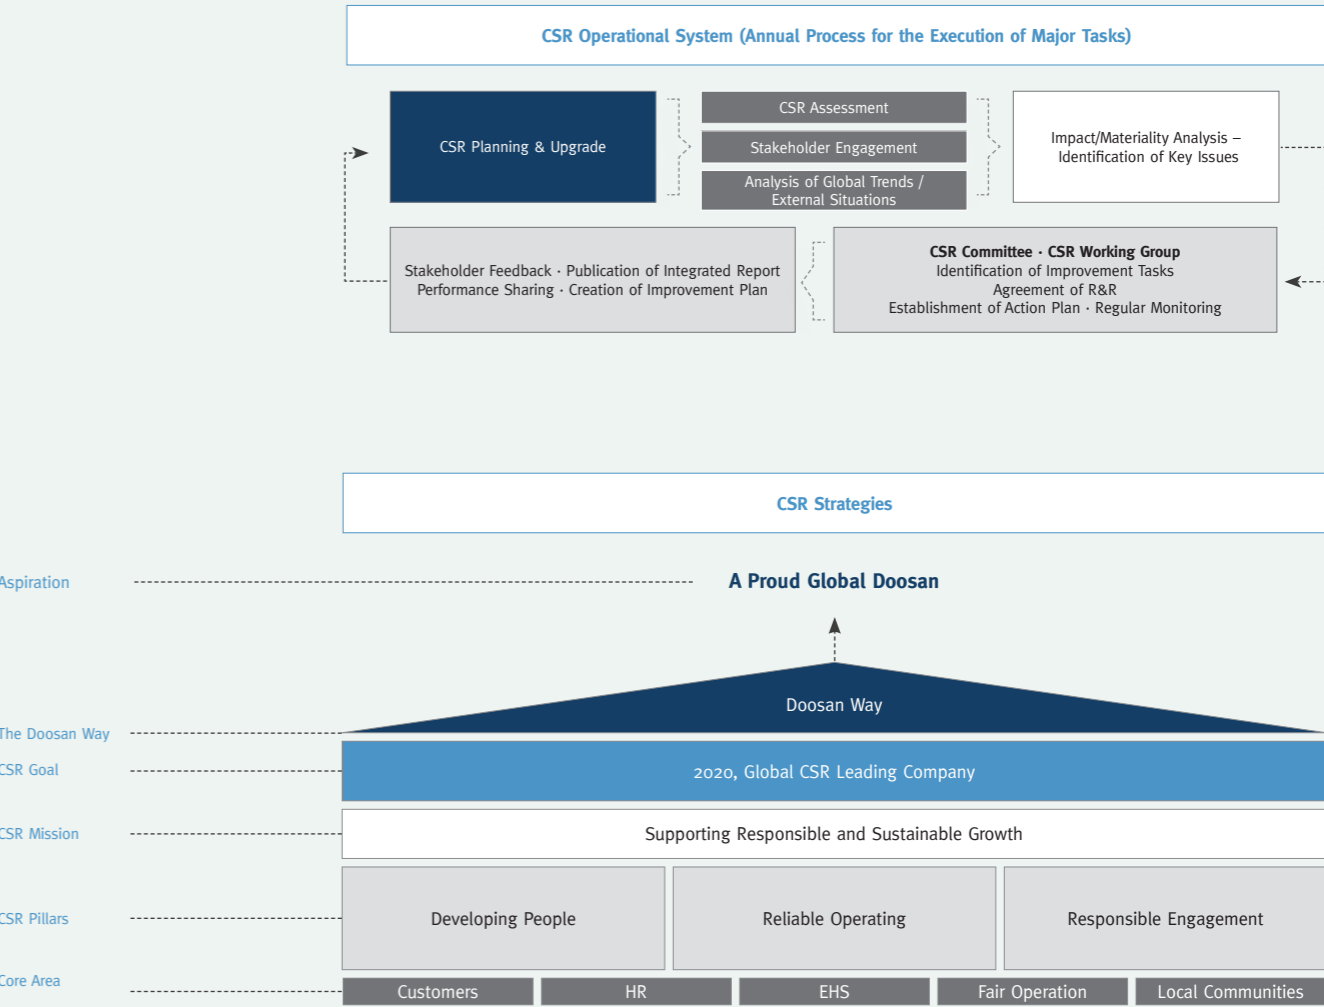 CSR Operational System (Annual Process for the Execution of Major Tasks)
CSR Planning & Upgrade
CSR Assessment
Stakeholder Engagement
Analysis of Global Trends /
External Situations
Impact/Materiality Analysis –
Identification of Key Issues
Stakeholder Feedback · Publication of Integrated Report
Performance Sharing · Creation of Improvement Plan
CSR Committee · CSR Working Group
Identification of Improvement Tasks
Agreement of R&R
Establishment of Action Plan · Regular Monitoring
CSR Strategies
Aspiration
A Proud Global Doosan
Doosan Way
The Doosan Way
CSR Goal
2020, Global CSR Leading Company
CSR Mission
Supporting Responsible and Sustainable Growth
CSR Pillars
Developing People
Reliable Operating
Responsible Engagement
Core Area
Customers
HR
EHS
Fair Operation
Local Communities